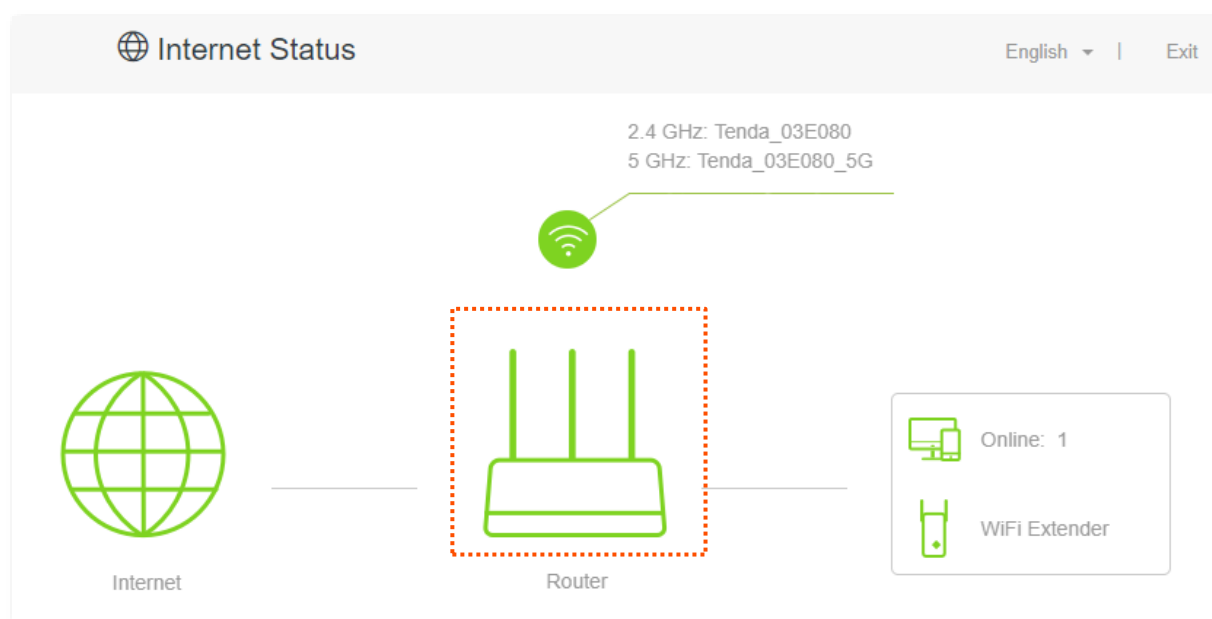 Internet Status
English |
Exit
2.4 GHz: Tenda_03E080
5 GHz: Tenda_03E080_5G
Online: 1
WiFi Extender
Internet
Router